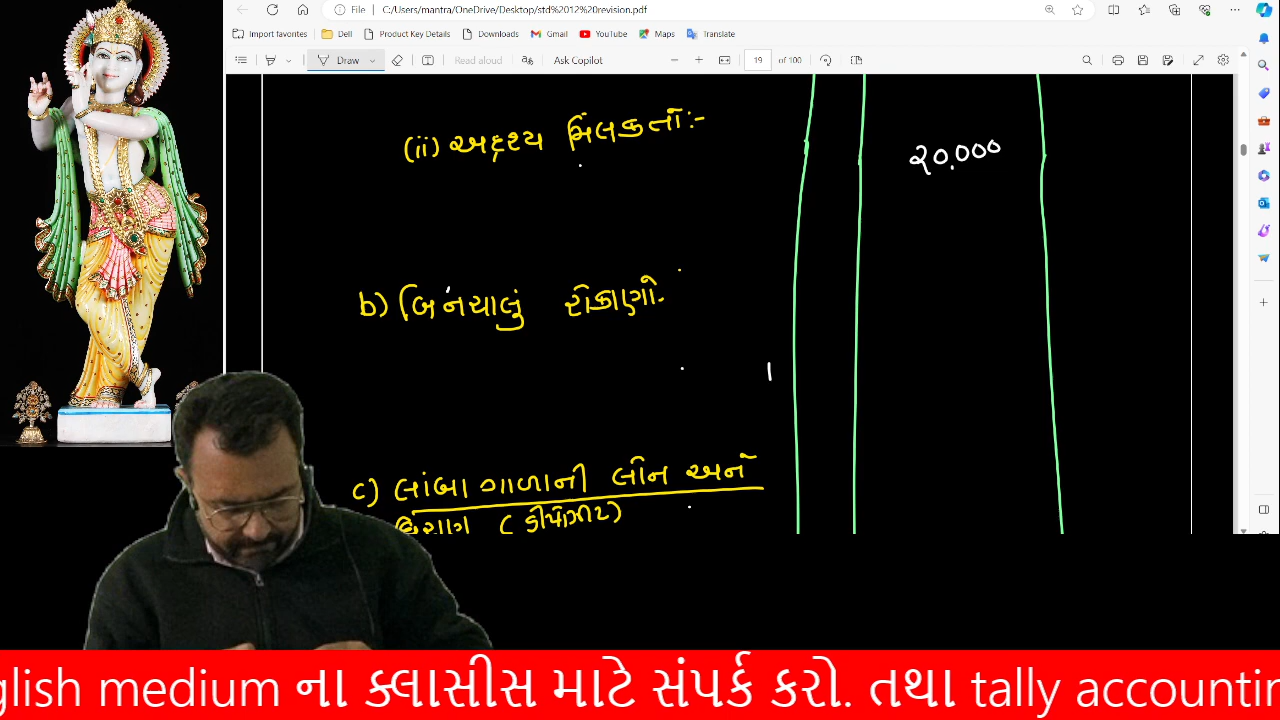 File C:/Users/mantra/OneDrive/Desktop/std%2012%20revision.pdf
Import favorites Dell Product Key Details Downloads Gmail YouTube Maps Translate
Draw Read aloud Ask Copilot 19 of 100
(ii) અદ્રશ્ય મિલકતો:-
૨૦,૦૦૦
b) બિનચાલું રોકાણો.
c) લાંબા ગાળાની લોન અને
ધિરાણ (ડીપોઝીટ)
glish medium ના ક્લાસીસ માટે સંપર્ક કરો. તથા tally accountin